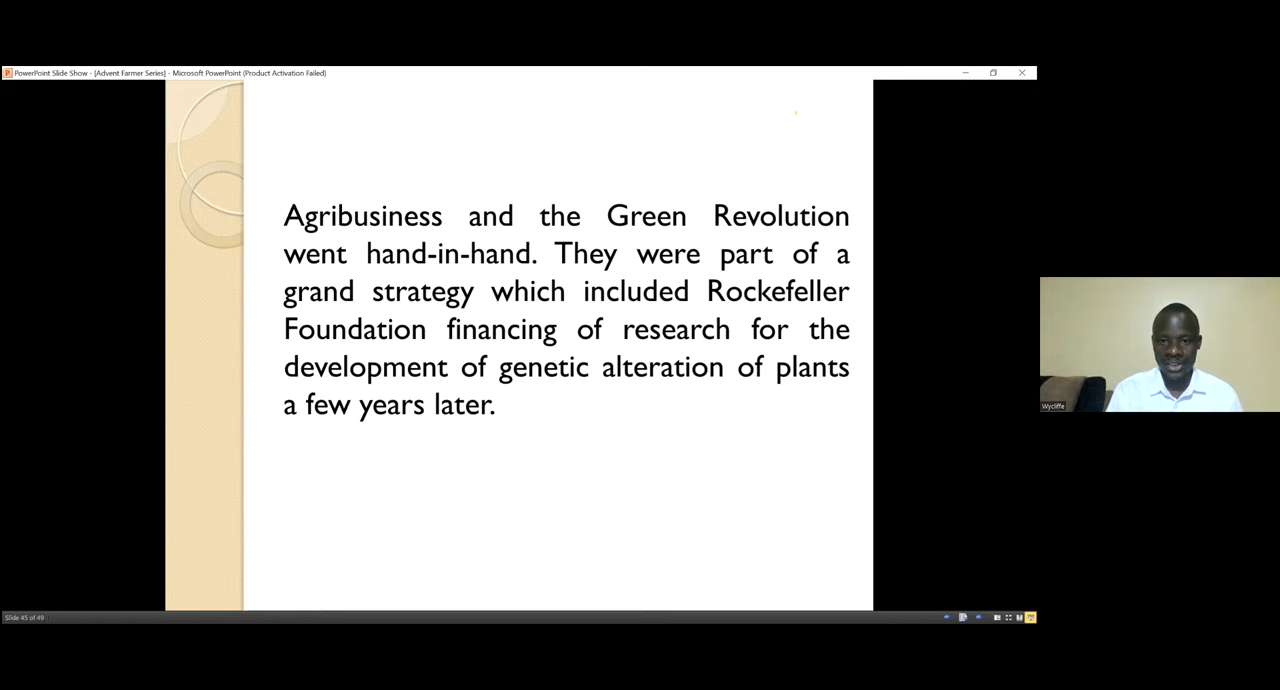 PowerPoint Slide Show - [Advent Farmer Series] - Microsoft PowerPoint (Product Activation Failed)
Agribusiness and the Green Revolution
went hand-in-hand. They were part of a
grand strategy which included Rockefeller
Foundation financing of research for the
development of genetic alteration of plants
a few years later.
Wycliffe
Slide 45 of 49